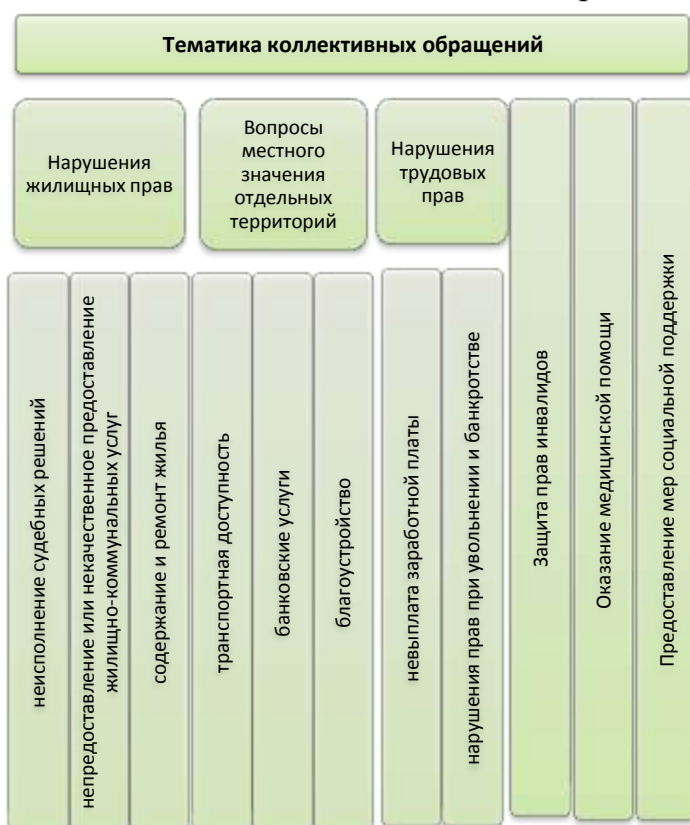 Тематика коллективных обращений
Нарушения
жилищных прав
Вопросы
местного
значения
отдельных
территорий
Нарушения
трудовых
прав
неисполнение судебных решений
непредоставление или некачественное предоставление
жилищно-коммунальных услуг
содержание и ремонт жилья
транспортная доступность
банковские услуги
благоустройство
невыплата заработной платы
нарушения прав при увольнении и банкротстве
Защита прав инвалидов
Оказание медицинской помощи
Предоставление мер социальной поддержки